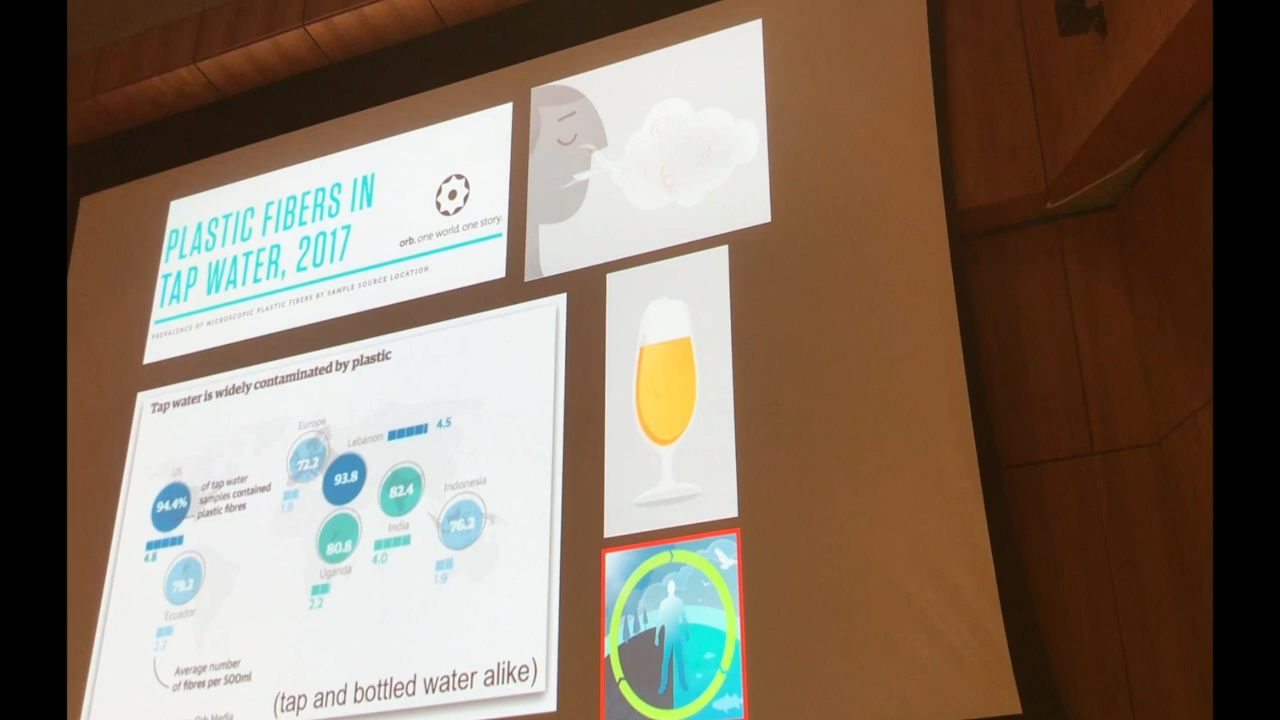 PLASTIC FIBERS IN
TAP WATER, 2017
orb. one world. one story.
PREVALENCE OF MICROSCOPIC PLASTIC FIBERS BY SAMPLE SOURCE LOCATION.
Tap water is widely contaminated by plastic
Europe
72.2
1.9
Lebanon
4.5
93.8
US
94.4%
of tap water
samples contained
plastic fibres
4.8
82.4
India
4.0
Indonesia
76.2
1.9
80.8
Uganda
2.2
79.2
Ecuador
2.2
Average number
of fibres per 500ml
(tap and bottled water alike)
Orb Media